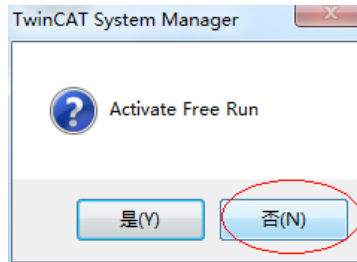 TwinCAT System Manager
Activate Free Run
是(Y)
否(N)